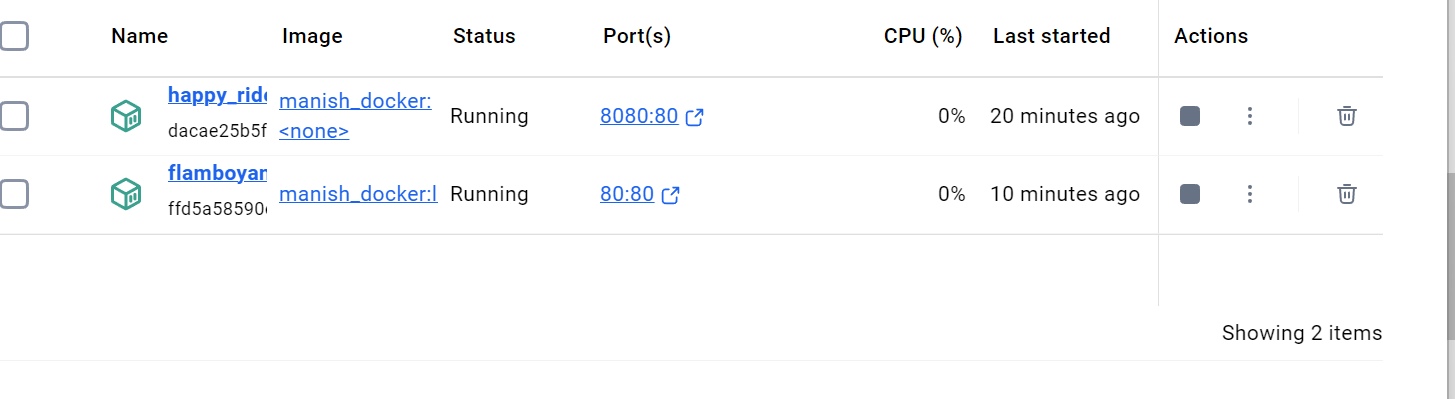 Name Image Status Port(s) CPU (%) Last started Actions
happy_ride
manish_docker:
<none>
dacae25b5f
Running 8080:80 0% 20 minutes ago
flamboyan
ffd5a58590
manish_docker:l Running 80:80 0% 10 minutes ago
Showing 2 items